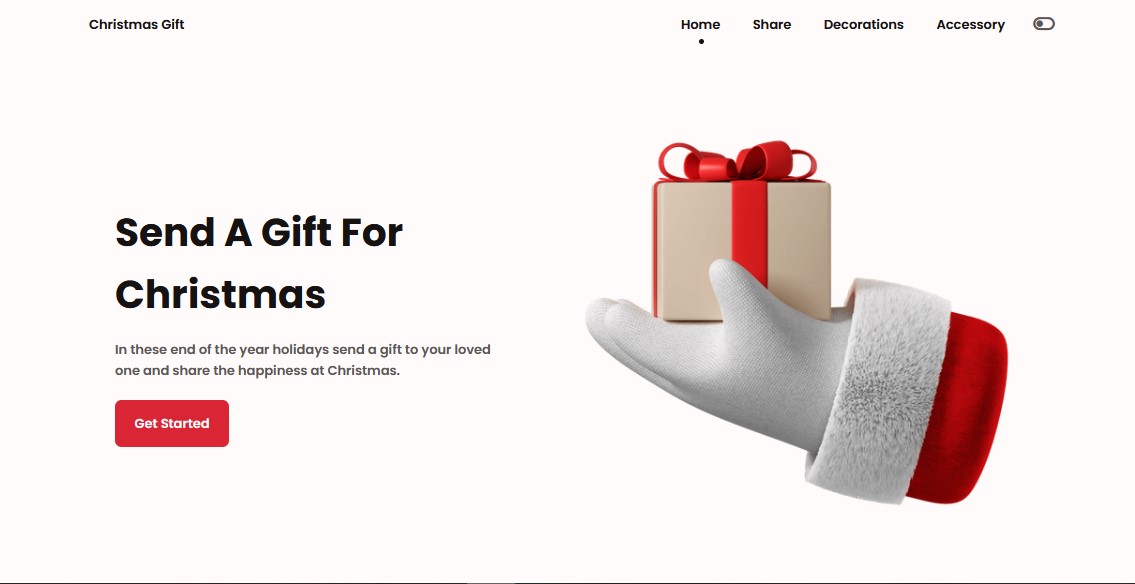 Christmas Gift
Home Share Decorations Accessory
Send A Gift For
Christmas
In these end of the year holidays send a gift to your loved
one and share the happiness at Christmas.
Get Started